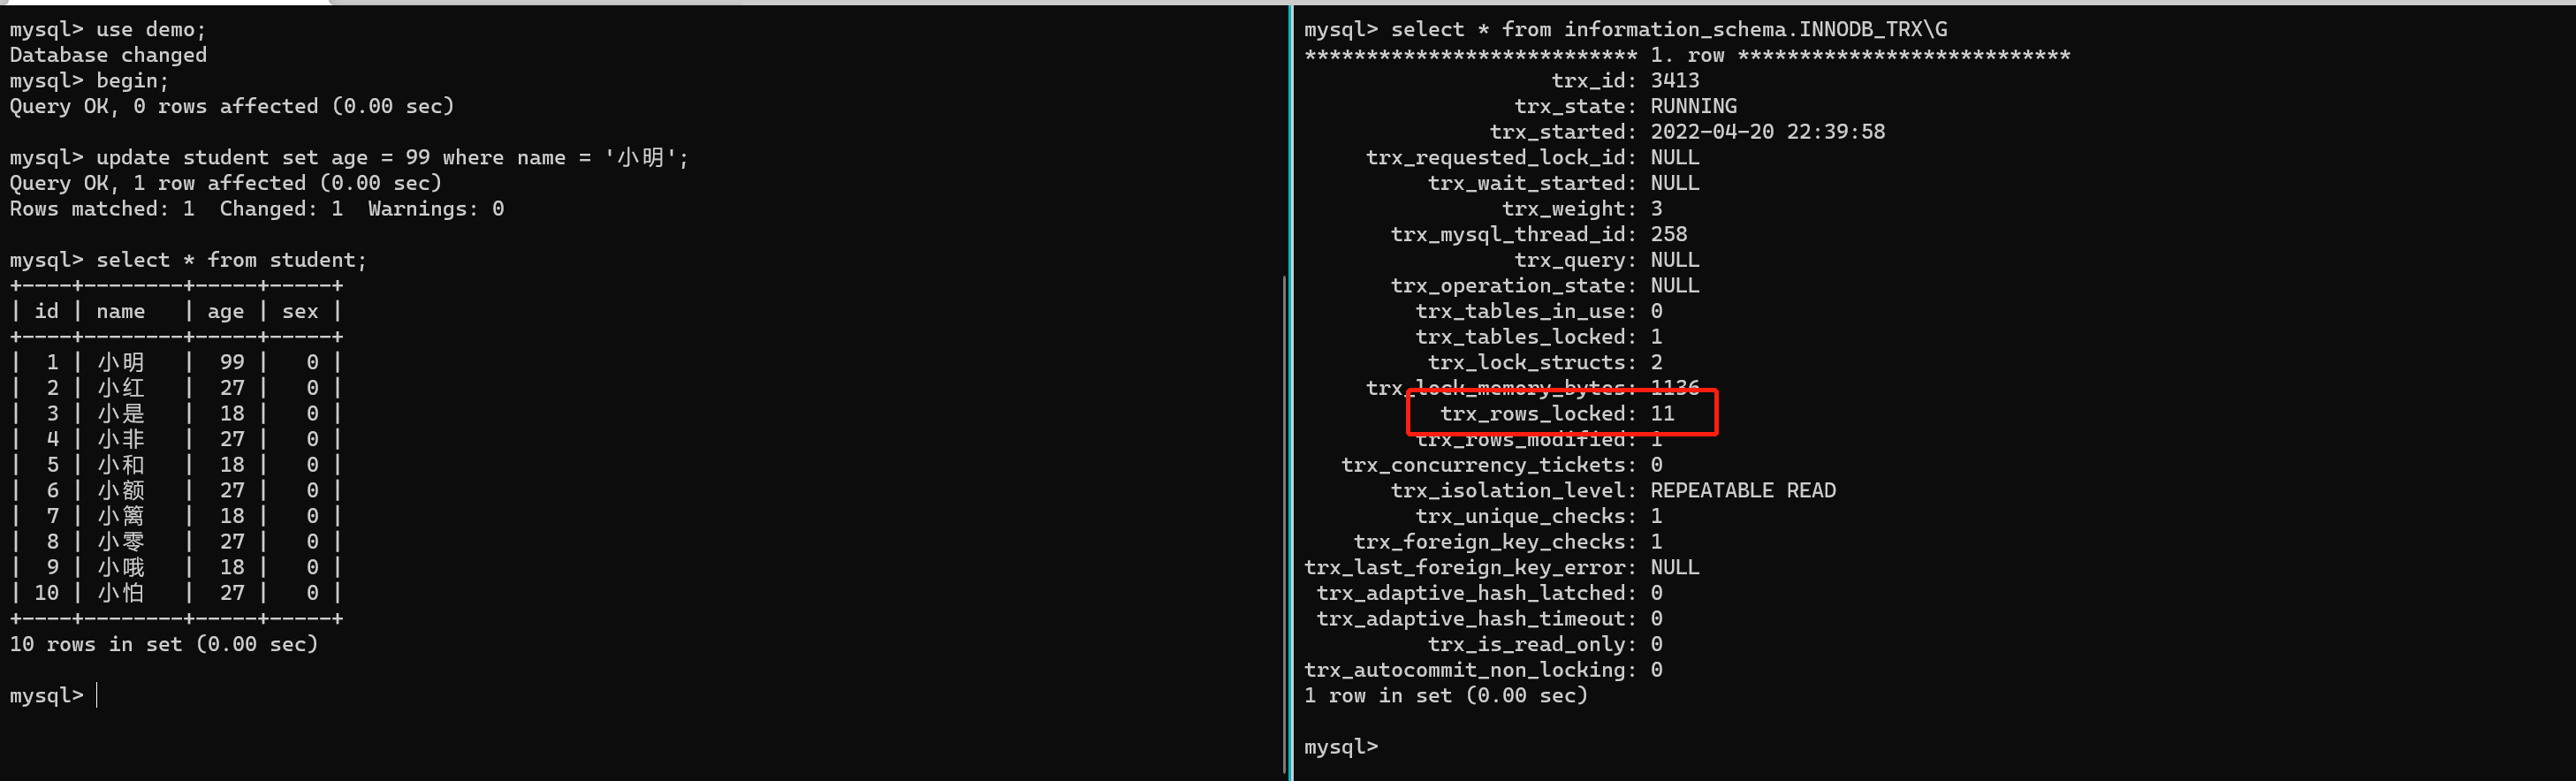 mysql> use demo;
Database changed
mysql> begin;
Query OK, 0 rows affected (0.00 sec)

mysql> update student set age = 99 where name = '小明';
Query OK, 1 row affected (0.00 sec)
Rows matched: 1  Changed: 1  Warnings: 0

mysql> select * from student;
+----+--------+-----+-----+
| id | name   | age | sex |
+----+--------+-----+-----+
|  1 | 小明   |  99 |   0 |
|  2 | 小红   |  27 |   0 |
|  3 | 小是   |  18 |   0 |
|  4 | 小非   |  27 |   0 |
|  5 | 小和   |  18 |   0 |
|  6 | 小额   |  27 |   0 |
|  7 | 小篱   |  18 |   0 |
|  8 | 小零   |  27 |   0 |
|  9 | 小哦   |  18 |   0 |
| 10 | 小怕   |  27 |   0 |
+----+--------+-----+-----+
10 rows in set (0.00 sec)

mysql>
mysql> select * from information_schema.INNODB_TRX\G
*************************** 1. row ***************************
                    trx_id: 3413
                 trx_state: RUNNING
               trx_started: 2022-04-20 22:39:58
     trx_requested_lock_id: NULL
          trx_wait_started: NULL
                trx_weight: 3
       trx_mysql_thread_id: 258
                 trx_query: NULL
       trx_operation_state: NULL
         trx_tables_in_use: 0
         trx_tables_locked: 1
          trx_lock_structs: 2
     trx_lock_memory_bytes: 1136
           trx_rows_locked: 11
         trx_rows_modified: 1
   trx_concurrency_tickets: 0
       trx_isolation_level: REPEATABLE READ
         trx_unique_checks: 1
    trx_foreign_key_checks: 1
trx_last_foreign_key_error: NULL
 trx_adaptive_hash_latched: 0
 trx_adaptive_hash_timeout: 0
          trx_is_read_only: 0
trx_autocommit_non_locking: 0
1 row in set (0.00 sec)

mysql>